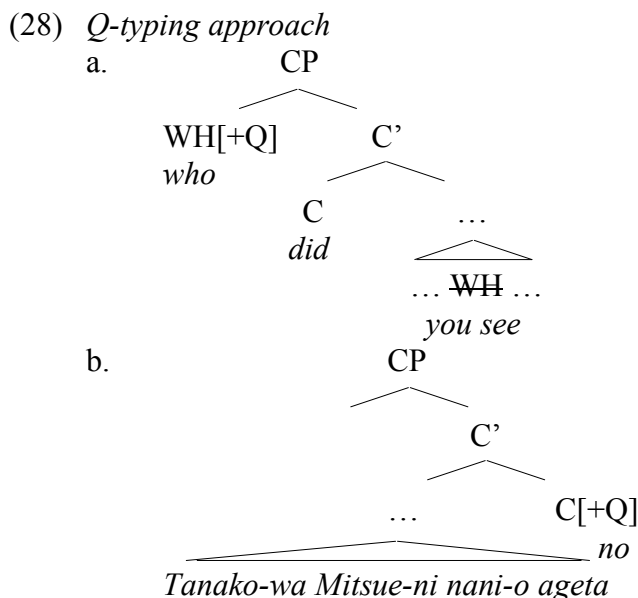 (28) Q-typing approach
a. CP
WH[+Q] C’
who
C …
did
… WH …
you see
b. CP
C’
… C[+Q]
no
Tanako-wa Mitsue-ni nani-o ageta